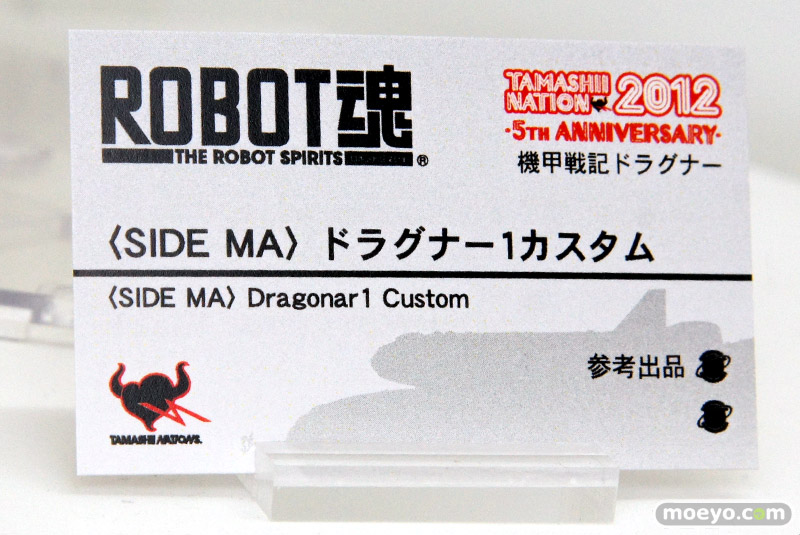 ROBOT魂
THE ROBOT SPIRITS ®
TAMASHII
NATION 2012
・5TH ANNIVERSARY・
機甲戦記ドラグナー
〈SIDE MA〉ドラグナー1カスタム
〈SIDE MA〉Dragonar1 Custom
参考出品
TAMASHII NATIONS.
moeyo.com